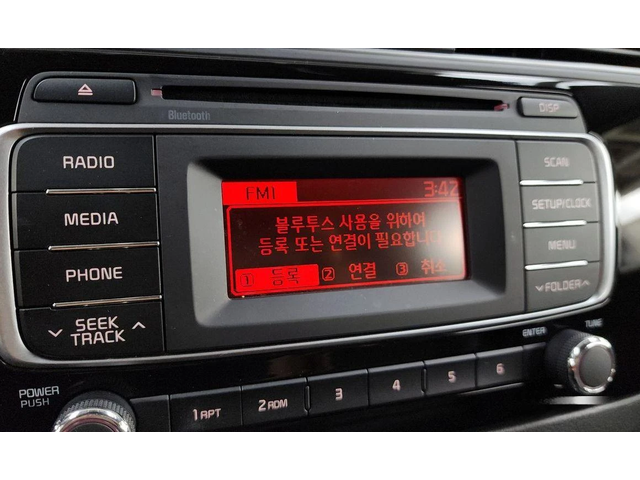 Bluetooth
DISP
RADIO
MEDIA
PHONE
SEEK
TRACK
FM1 3:42
블루투스 사용을 위하여
등록 또는 연결이 필요합니다
① 등록 ② 연결 ③ 취소
SCAN
SETUP/CLOCK
MENU
FOLDER
POWER
PUSH
1 RPT
2 RDM
3
4
5
6
ENTER
TUNE